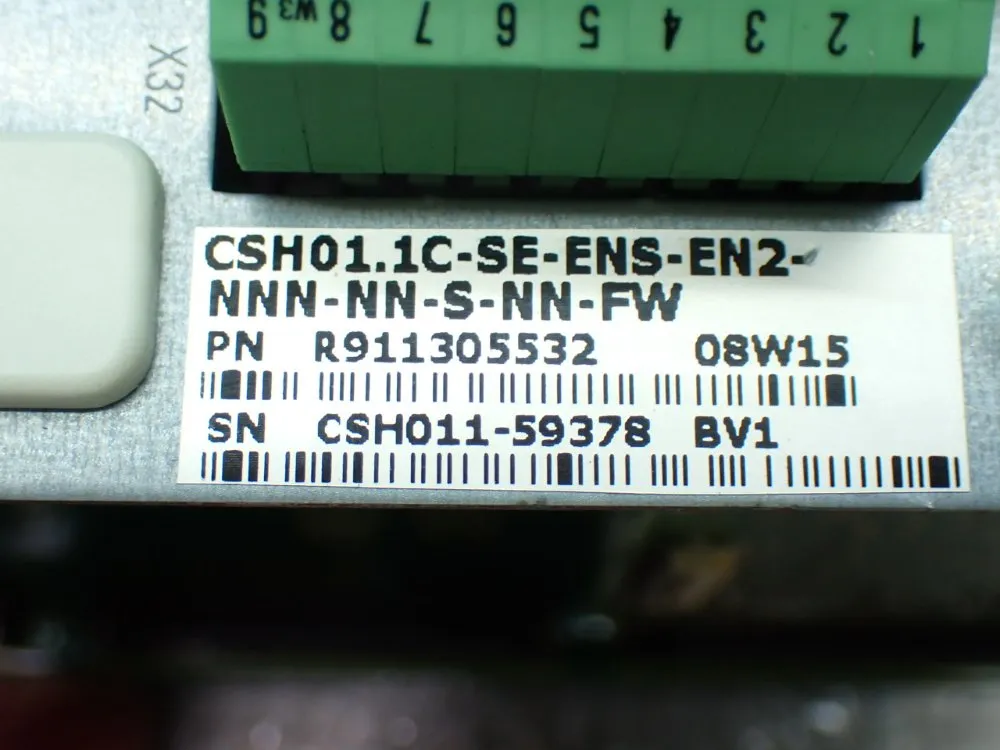 9 W3 8 7 6 5 4 3 2 1
X32
CSH01.1C-SE-ENS-EN2-
NNN-NN-S-NN-FW
PN R911305532 08W15
SN CSH011-59378 BV1